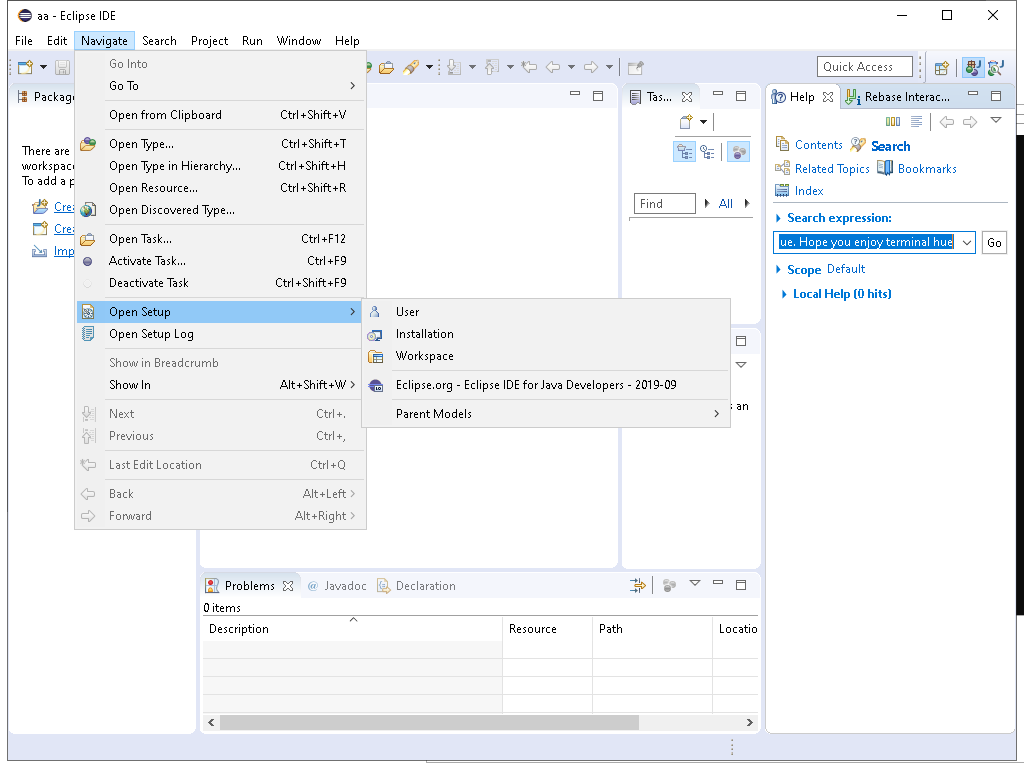 aa - Eclipse IDE
File Edit Navigate Search Project Run Window Help
Quick Access
Go Into
Go To
Open from Clipboard Ctrl+Shift+V
Open Type... Ctrl+Shift+T
Open Type in Hierarchy... Ctrl+Shift+H
Open Resource... Ctrl+Shift+R
Open Discovered Type...
Open Task... Ctrl+F12
Activate Task... Ctrl+F9
Deactivate Task Ctrl+Shift+F9
Open Setup
Open Setup Log
Show in Breadcrumb
Show In Alt+Shift+W
Next Ctrl+.
Previous Ctrl+,
Last Edit Location Ctrl+Q
Back Alt+Left
Forward Alt+Right
User
Installation
Workspace
Eclipse.org - Eclipse IDE for Java Developers - 2019-09
Parent Models
Packag
There are
workspac
To add a p
Cre
Cre
Imp
Tas...
Find All
an
Help Rebase Interac...
Contents Search
Related Topics Bookmarks
Index
Search expression:
ue. Hope you enjoy terminal hue Go
Scope Default
Local Help (0 hits)
Problems @ Javadoc Declaration
0 items
Description Resource Path Locatio